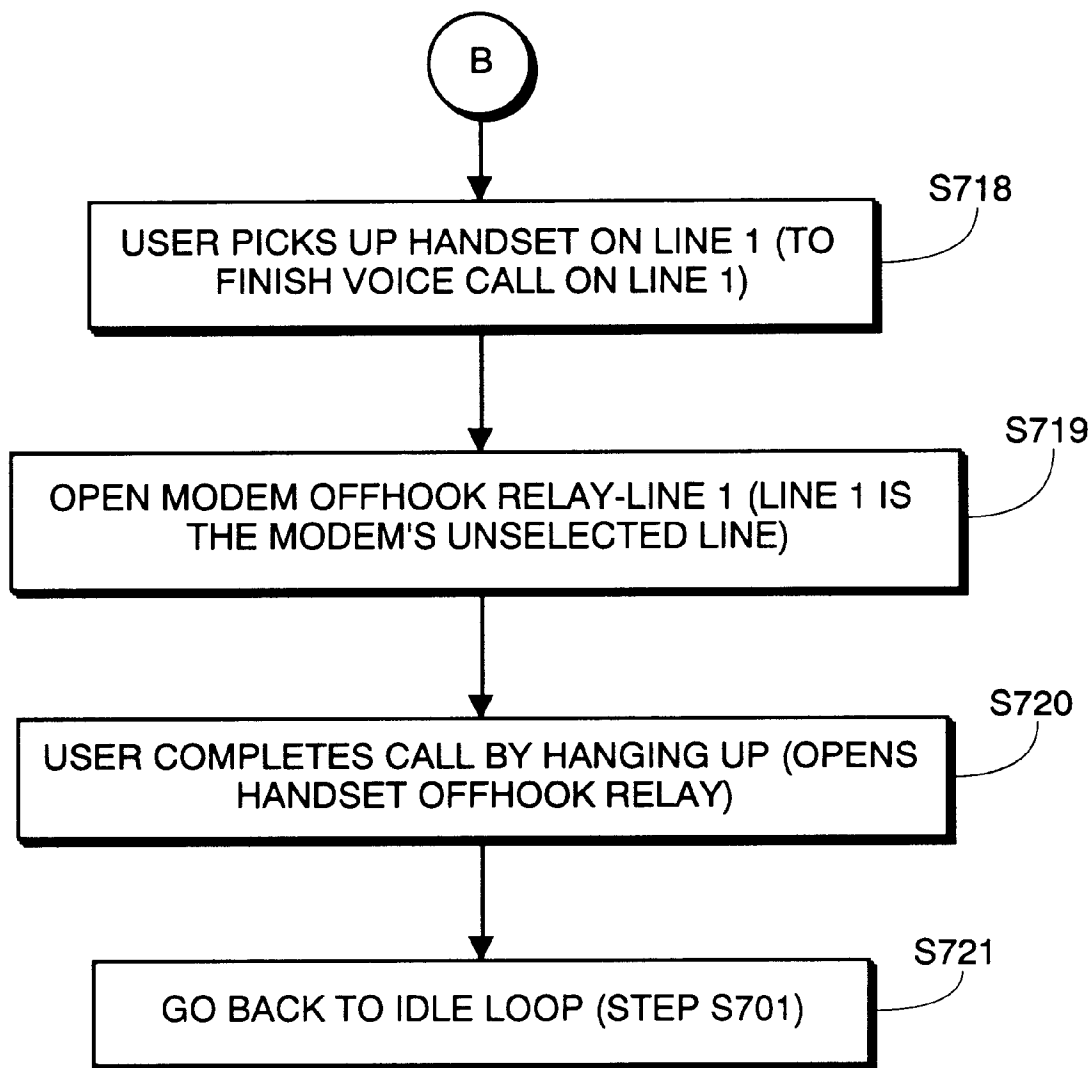 B
S718
USER PICKS UP HANDSET ON LINE 1 (TO
FINISH VOICE CALL ON LINE 1)
S719
OPEN MODEM OFFHOOK RELAY-LINE 1 (LINE 1 IS
THE MODEM'S UNSELECTED LINE)
S720
USER COMPLETES CALL BY HANGING UP (OPENS
HANDSET OFFHOOK RELAY)
S721
GO BACK TO IDLE LOOP (STEP S701)